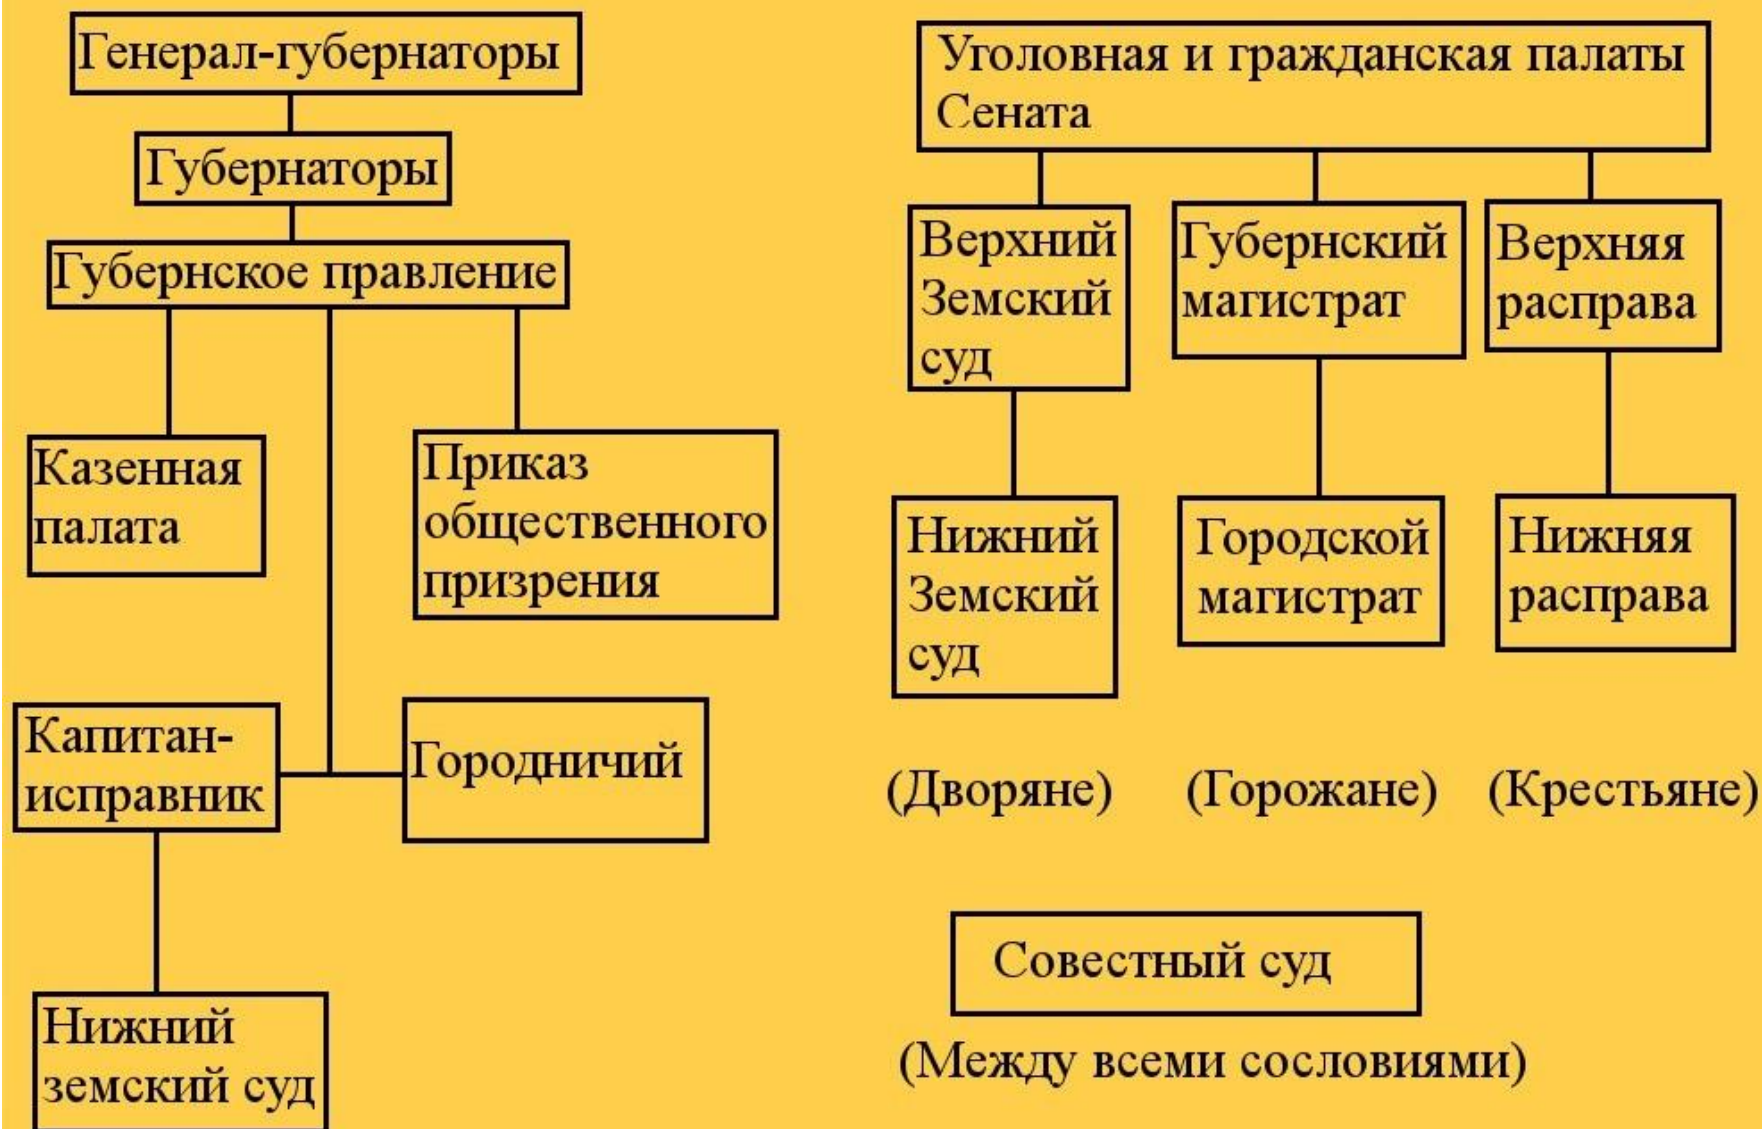 Генерал-губернаторы
Губернаторы
Губернское правление
Казенная
палата
Приказ
общественного
призрения
Капитан-
исправник
Городничий
Нижний
земский суд
Уголовная и гражданская палаты
Сената
Верхний
Земский
суд
Губернский
магистрат
Верхняя
расправа
Нижний
Земский
суд
Городской
магистрат
Нижняя
расправа
(Дворяне)
(Горожане)
(Крестьяне)
Совестный суд
(Между всеми сословиями)